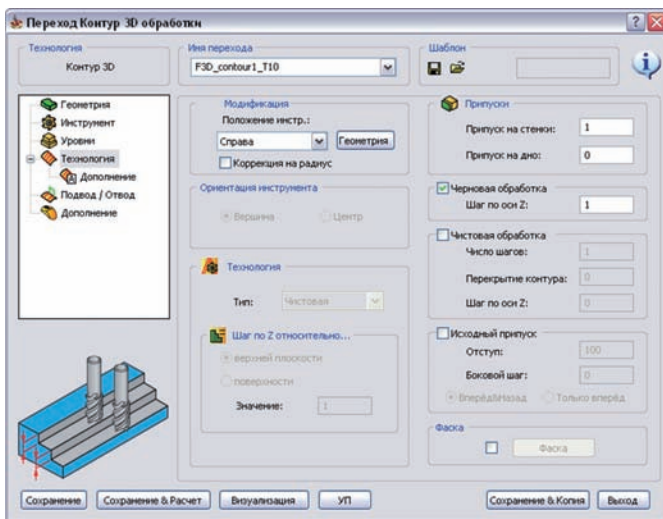 Переход Контур 3D обработки
Технология
Контур 3D
Имя перехода
F3D_contour1_T10
Шаблон
Геометрия
Инструмент
Уровни
Технология
Дополнение
Подвод / Отвод
Дополнение
Модификация
Положение инстр.:
Справа
Геометрия
Коррекция на радиус
Ориентация инструмента
Вершина
Центр
Технология
Тип:
Чистовая
Шаг по Z относительно...
верхней плоскости
поверхности
Значение:
1
Припуски
Припуск на стенки:
1
Припуск на дно:
0
Черновая обработка
Шаг по оси Z:
1
Чистовая обработка
Число шагов:
1
Перекрытие контура:
0
Шаг по оси Z:
0
Исходный припуск
Отступ:
100
Боковой шаг:
0
Вперёд&Назад
Только вперёд
Фаска
Фаска
Сохранение
Сохранение & Расчет
Визуализация
УП
Сохранение & Копия
Выход